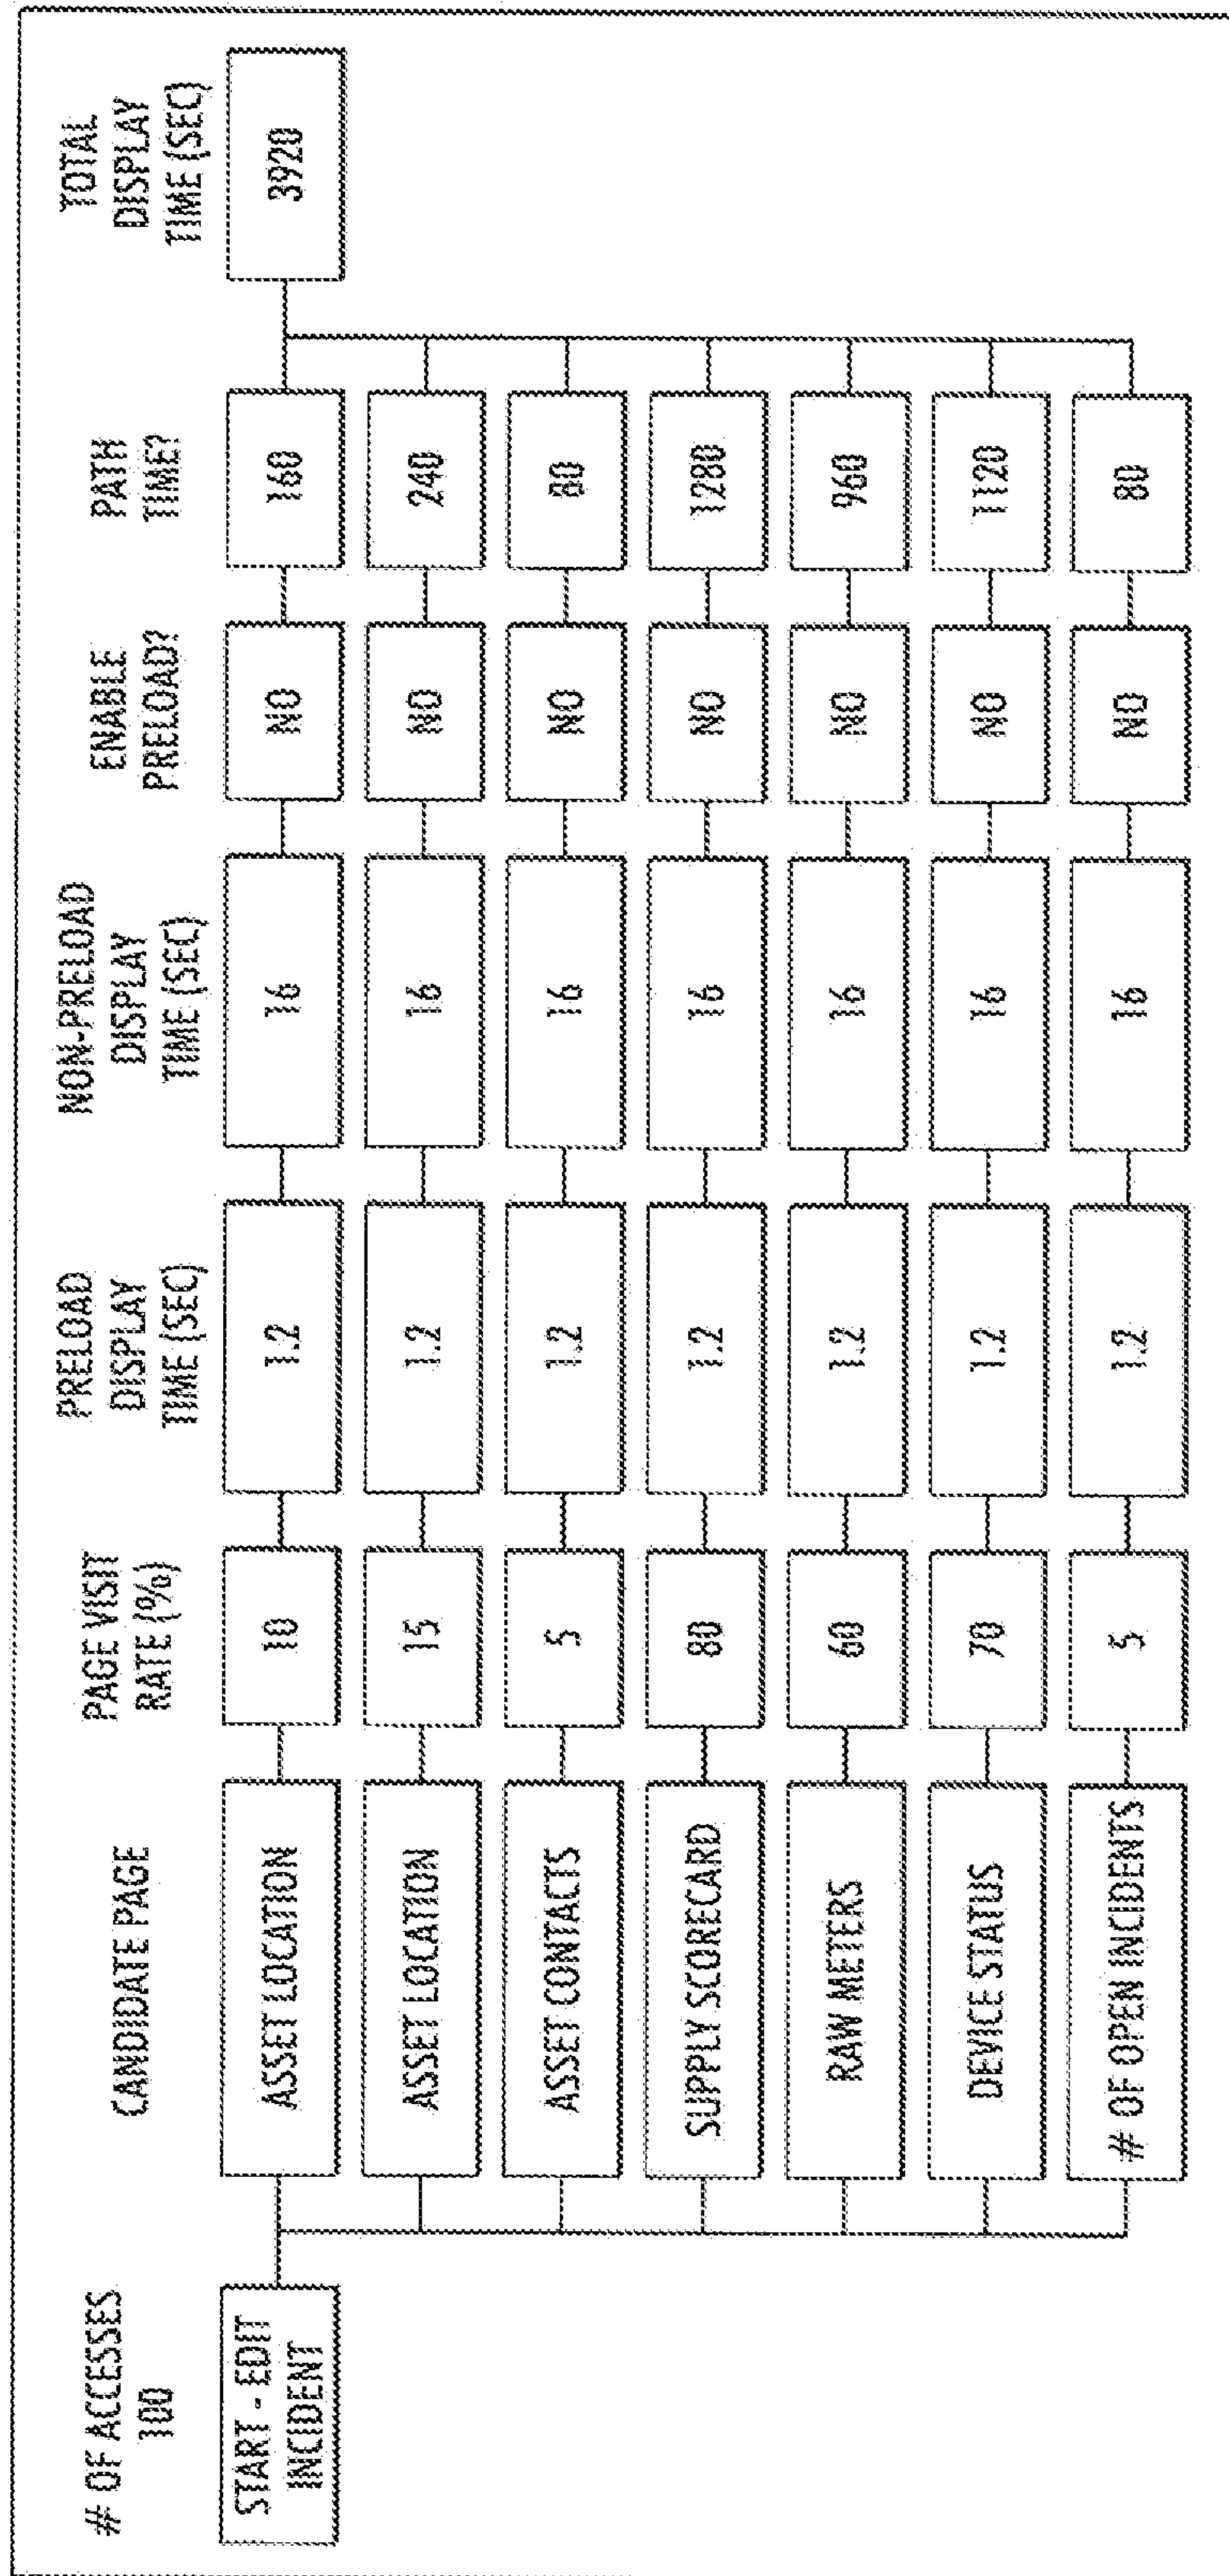 # OF ACCESSES
100
CANDIDATE PAGE
PAGE VISIT
RATE (%)
PRELOAD
DISPLAY
TIME (SEC)
NON-PRELOAD
DISPLAY
TIME (SEC)
ENABLE
PRELOAD?
PATH
TIME?
TOTAL
DISPLAY
TIME (SEC)
START - EDIT
INCIDENT
ASSET LOCATION
10
1.2
16
NO
160
3920
ASSET LOCATION
15
1.2
16
NO
240
ASSET CONTACTS
5
1.2
16
NO
80
SUPPLY SCORECARD
80
1.2
16
NO
1280
RAW METERS
60
1.2
16
NO
960
DEVICE STATUS
70
1.2
16
NO
1120
# OF OPEN INCIDENTS
5
1.2
16
NO
80